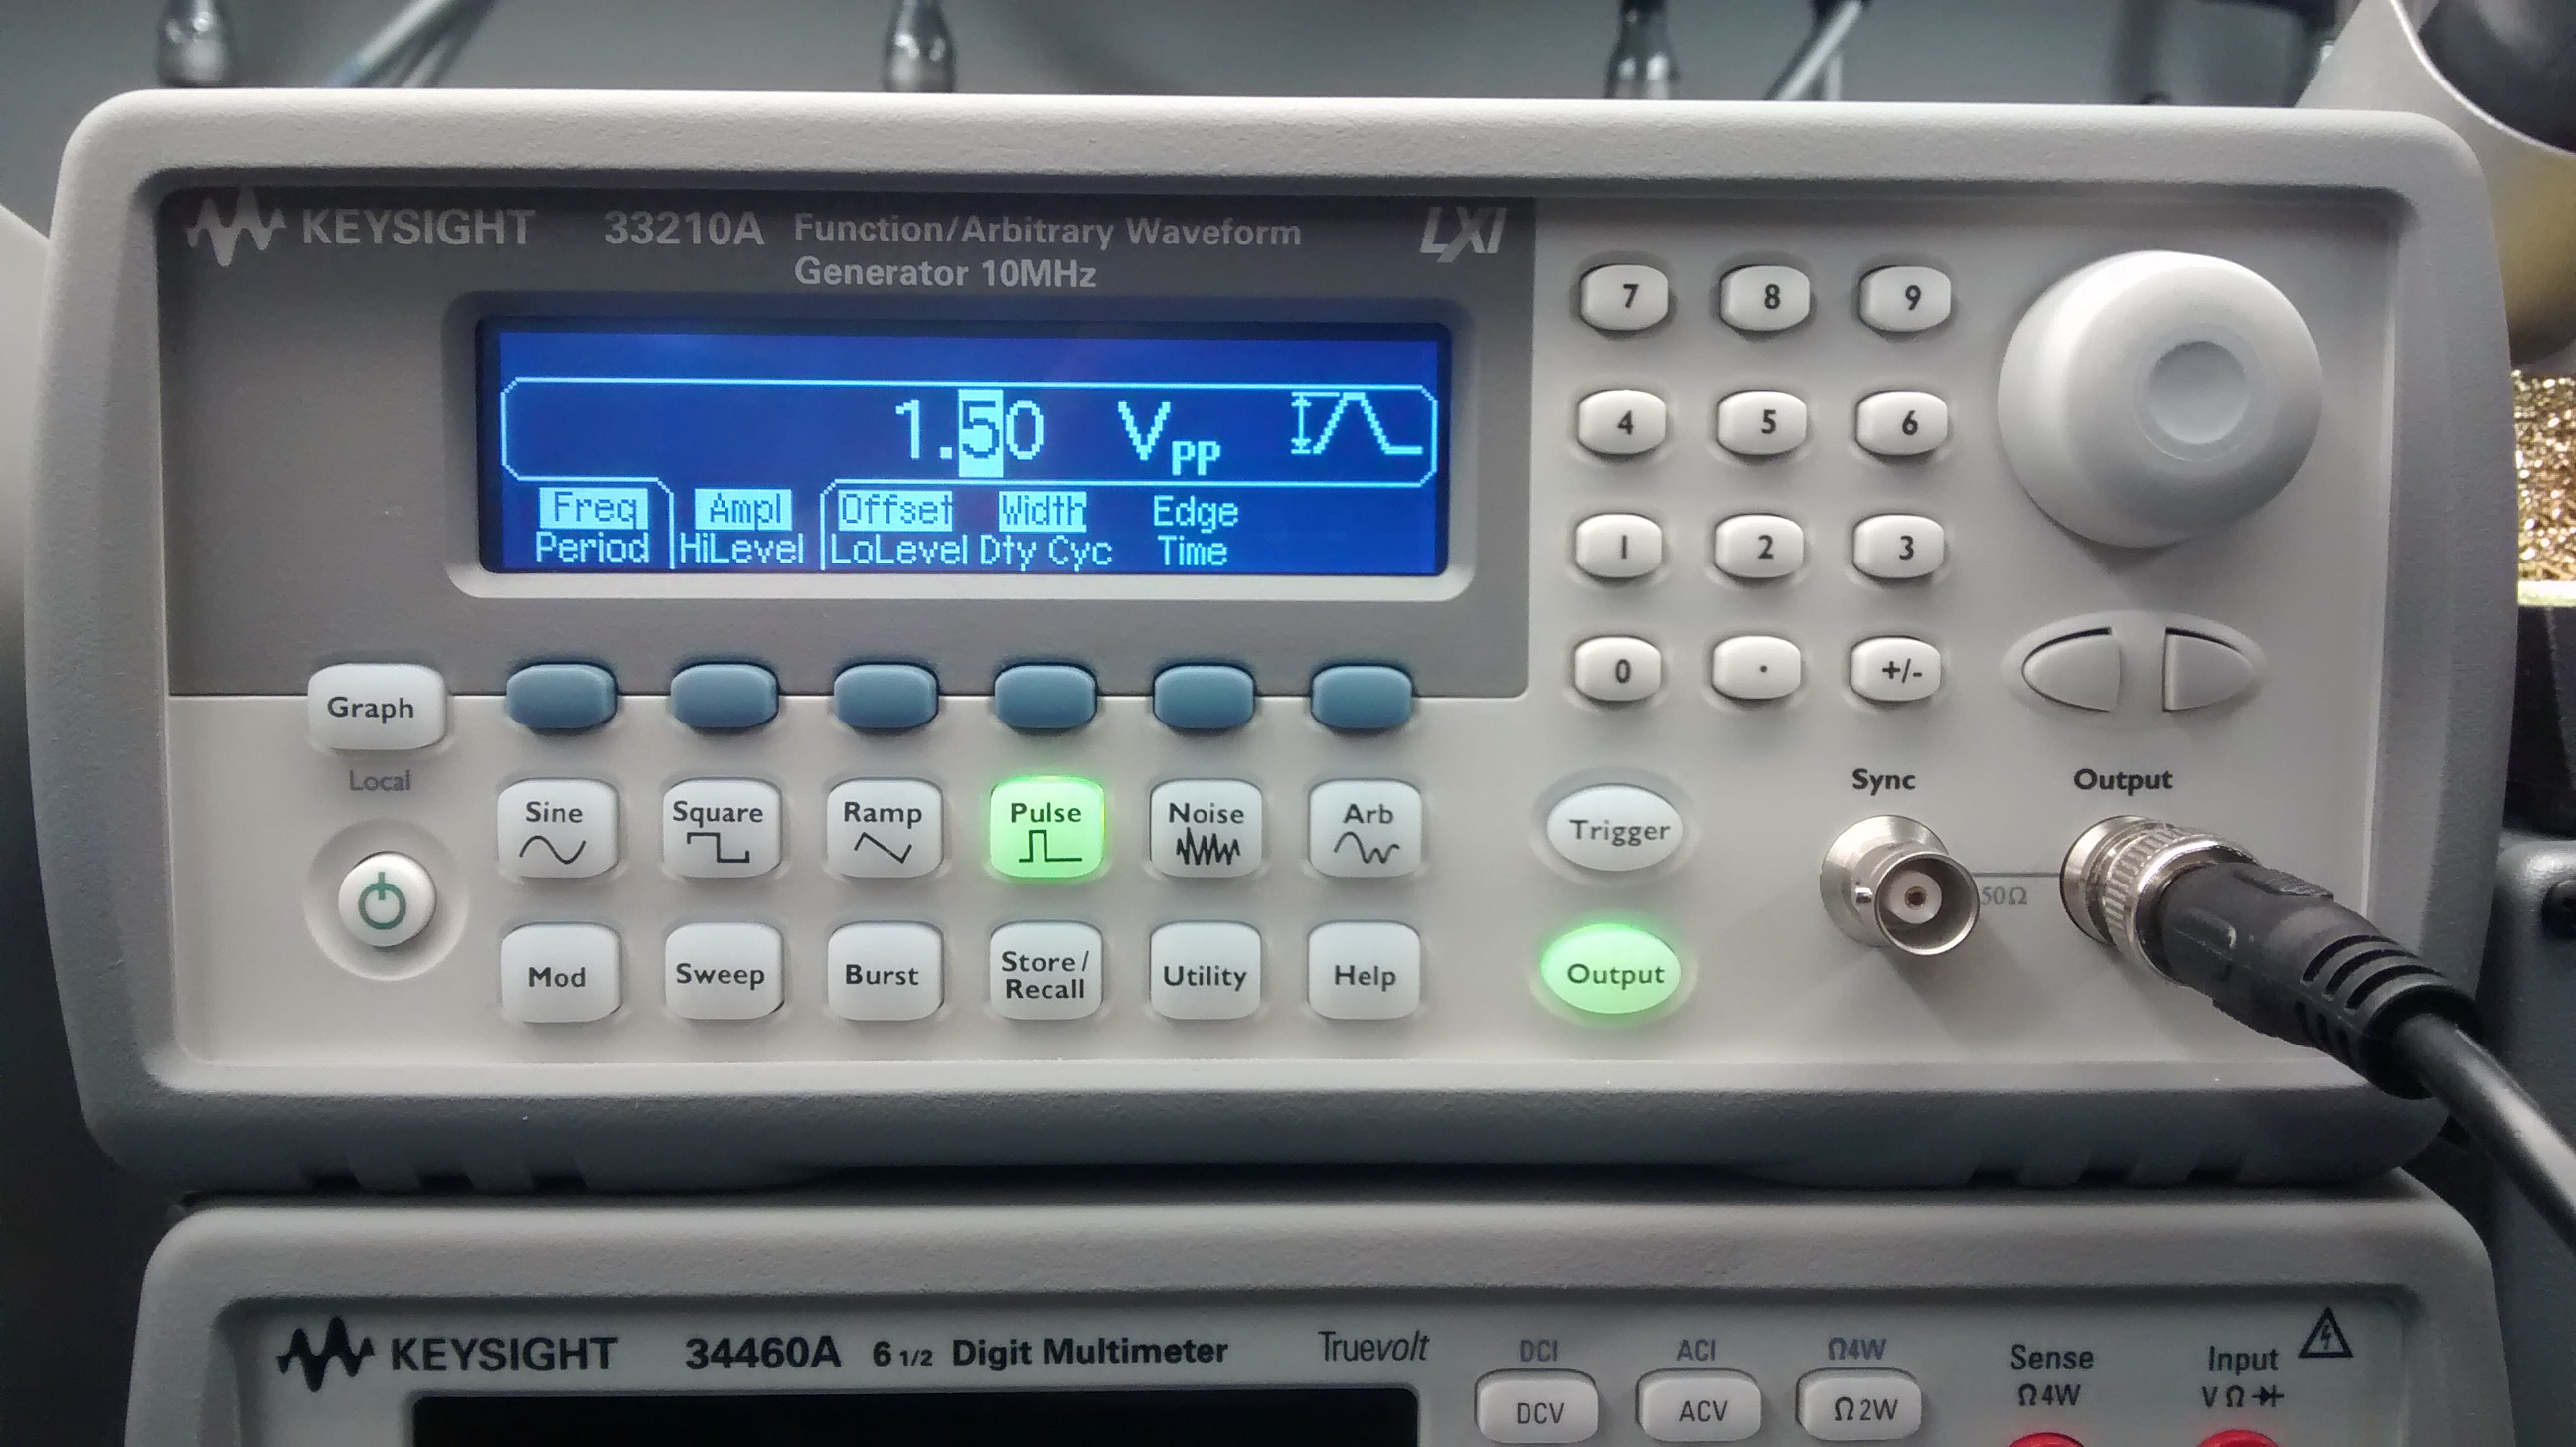 KEYSIGHT 33210A Function/Arbitrary Waveform LXI
Generator 10MHz
1.50 VPP
Freq Ampl Offset Width Edge
Period HiLevel LoLevel Dty Cyc Time
7 8 9
4 5 6
1 2 3
0 . +/-
Graph
Local
Sine Square Ramp Pulse Noise Arb
Mod Sweep Burst Store/ Utility Help
Recall
Trigger
Output
Sync Output
50Ω
KEYSIGHT 34460A 6 1/2 Digit Multimeter Truevolt
DCI ACI Ω4W
DCV ACV Ω2W
Sense Input
Ω4W VΩ